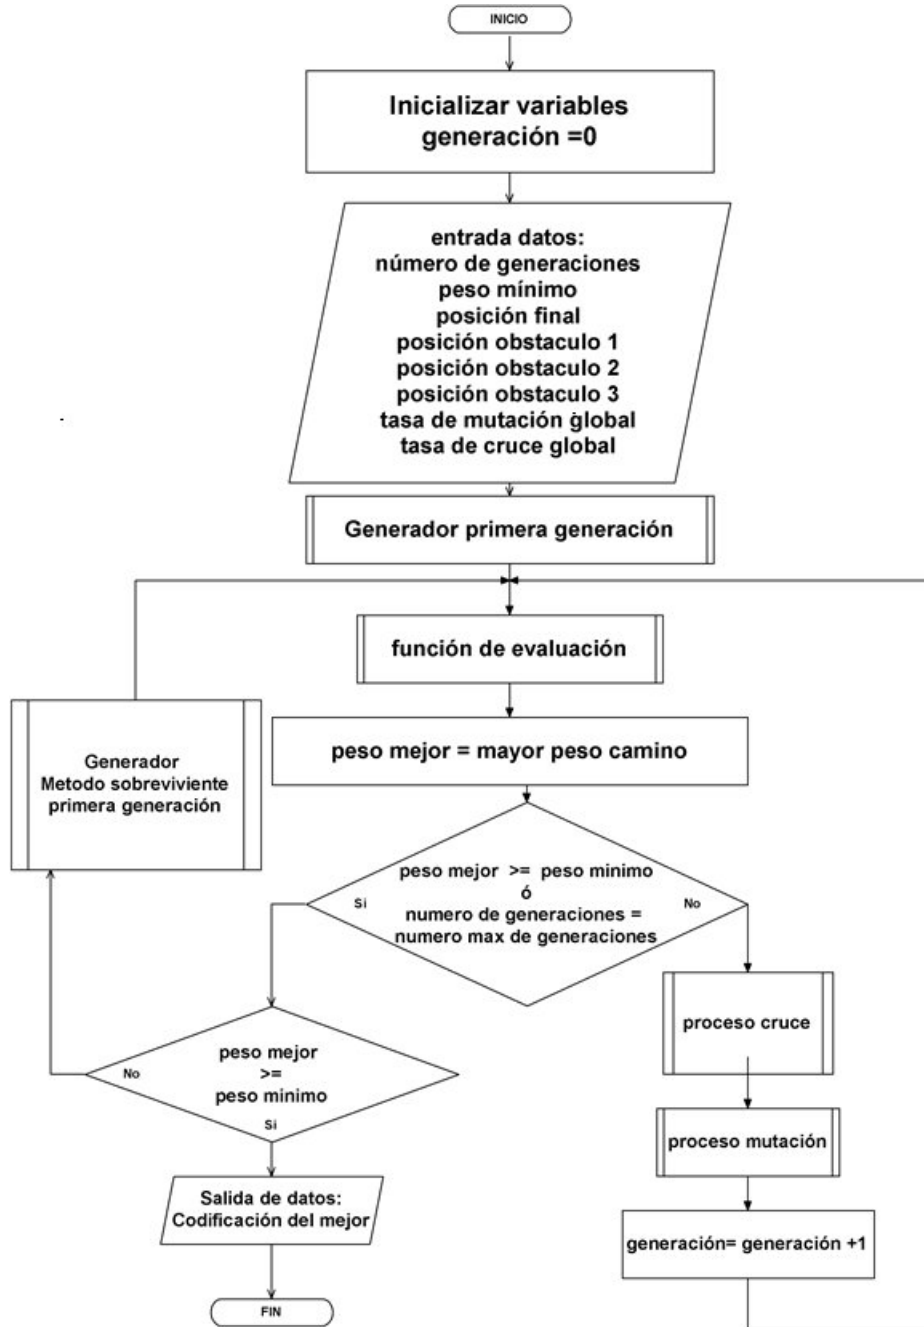 INICIO
Inicializar variables
generación =0
entrada datos:
número de generaciones
peso mínimo
posición final
posición obstaculo 1
posición obstaculo 2
posición obstaculo 3
tasa de mutación global
tasa de cruce global
Generador primera generación
función de evaluación
peso mejor = mayor peso camino
Generador
Metodo sobreviviente
primera generación
peso mejor >= peso minimo
ó
Si
numero de generaciones =
No
numero max de generaciones
proceso cruce
peso mejor
>=
No
peso minimo
Si
proceso mutación
Salida de datos:
Codificación del mejor
generación= generación +1
FIN